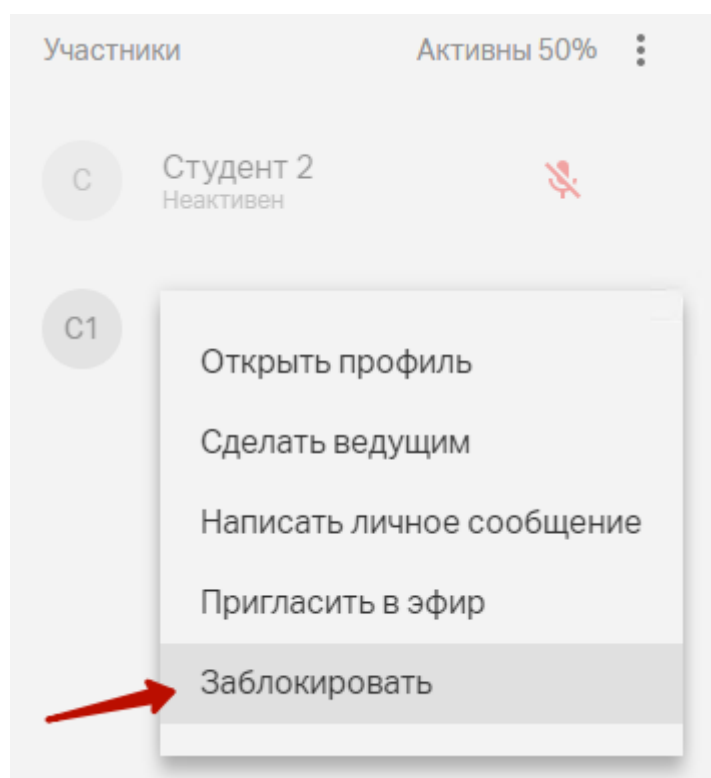 Участники Активны 50%
С Студент 2
Неактивен
С1
Открыть профиль
Сделать ведущим
Написать личное сообщение
Пригласить в эфир
Заблокировать